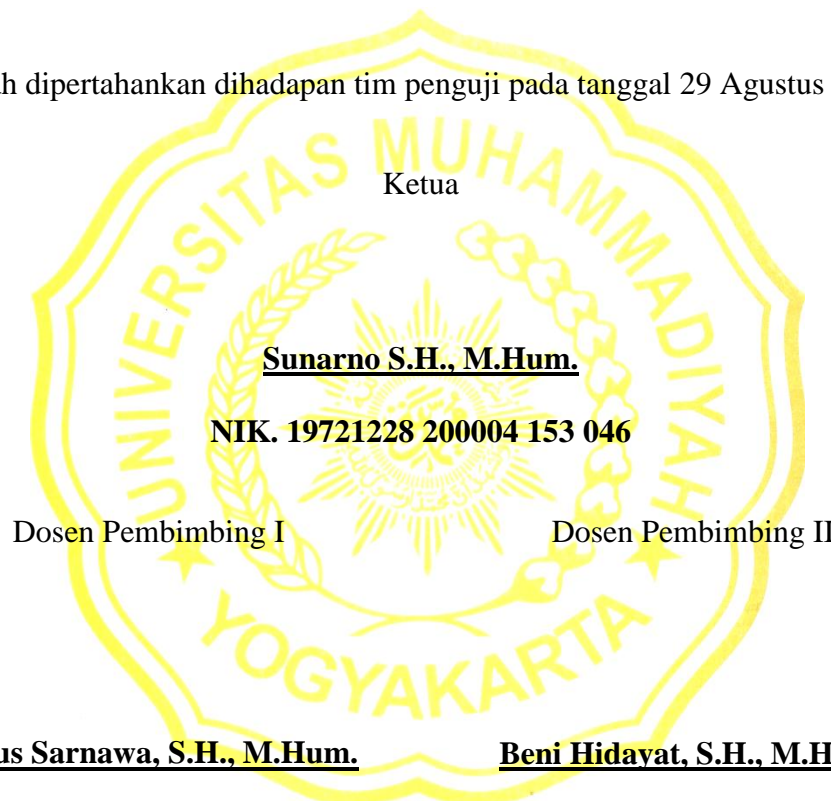 h dipertahankan dihadapan tim penguji pada tanggal 29 Agustus
UNIVERSITAS MUHAMMADIYAH
Ketua
Sunarno S.H., M.Hum.
NIK. 19721228 200004 153 046
Dosen Pembimbing I Dosen Pembimbing II
YOGYAKARTA
us Sarnawa, S.H., M.Hum. Beni Hidayat, S.H., M.H